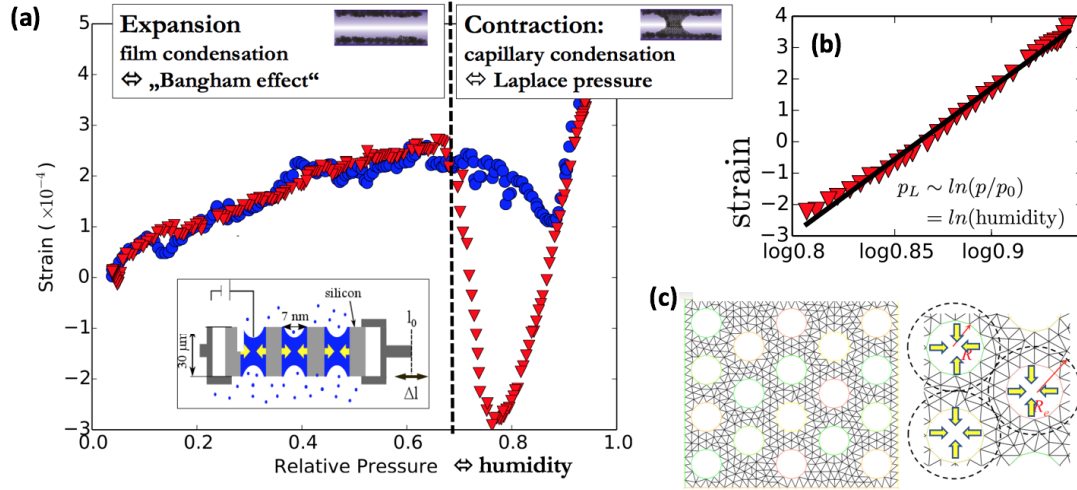 (a)
Expansion
film condensation
⇔ „Bangham effect“
Contraction:
capillary condensation
⇔ Laplace pressure
5
4
3
2
1
0
−1
−2
−3
Strain ( ×10⁻⁴)
0.0
0.2
0.4
0.6
0.8
1.0
Relative Pressure ⇔ humidity
silicon
7 nm
30 µm
l₀
Δl
(b)
4
3
2
1
0
−1
−2
−3
strain
log0.8
log0.85
log0.9
p_L ∼ ln(p/p₀)
= ln(humidity)
(c)
R